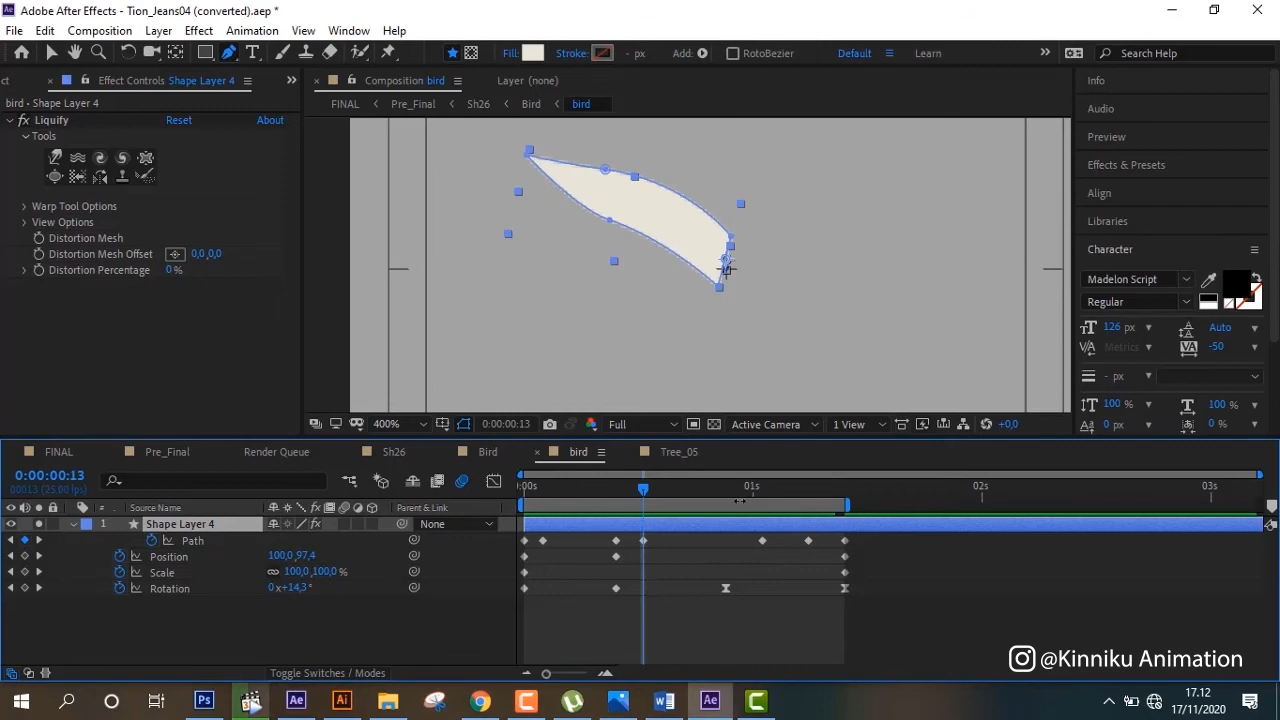 Adobe After Effects - Tion_Jeans04 (converted).aep *
File Edit Composition Layer Effect Animation View Window Help
Fill: Stroke: - px Add: RotoBezier Default Learn Search Help
ct Effect Controls Shape Layer 4 Composition bird Layer (none) Info
bird - Shape Layer 4 FINAL Pre_Final Sh26 Bird bird
fx Liquify Reset About Audio
Tools Preview
Effects & Presets
Align
Warp Tool Options
View Options Libraries
Distortion Mesh Character
Distortion Mesh Offset 0,0,0
Distortion Percentage 0 % Madelon Script
Regular
126 px Auto
Metrics -50
- px
100 % 100 %
0 px 0 %
400% 0:00:00:13 Full Active Camera 1 View +0,0
FINAL Pre_Final Render Queue Sh26 Bird bird Tree_05
0:00:00:13
00013 (25.00 fps) :00s 01s 02s 03s
# Source Name Parent & Link
1 Shape Layer 4 None
Path
Position 100,0,97,4
Scale 100,0,100,0 %
Rotation 0 x+14,3 °
@Kinniku Animation
Toggle Switches / Modes
Ps Ae Ai W Ae C
17.12
17/11/2020